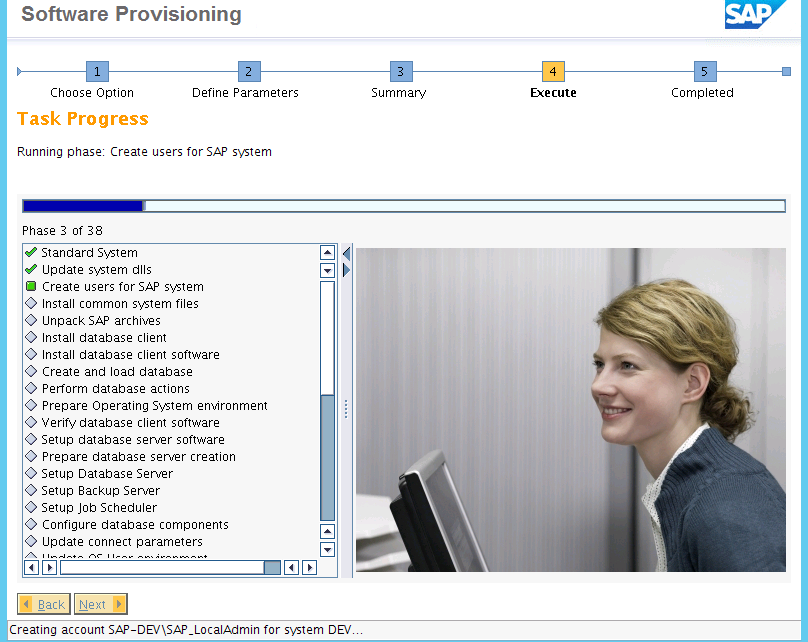 Software Provisioning
SAP
1 2 3 4 5
Choose Option Define Parameters Summary Execute Completed
Task Progress
Running phase: Create users for SAP system
Phase 3 of 38
Standard System
Update system dlls
Create users for SAP system
Install common system files
Unpack SAP archives
Install database client
Install database client software
Create and load database
Perform database actions
Prepare Operating System environment
Verify database client software
Setup database server software
Prepare database server creation
Setup Database Server
Setup Backup Server
Setup Job Scheduler
Configure database components
Update connect parameters
Update OS User environment
Back Next
Creating account SAP-DEV\SAP_LocalAdmin for system DEV...